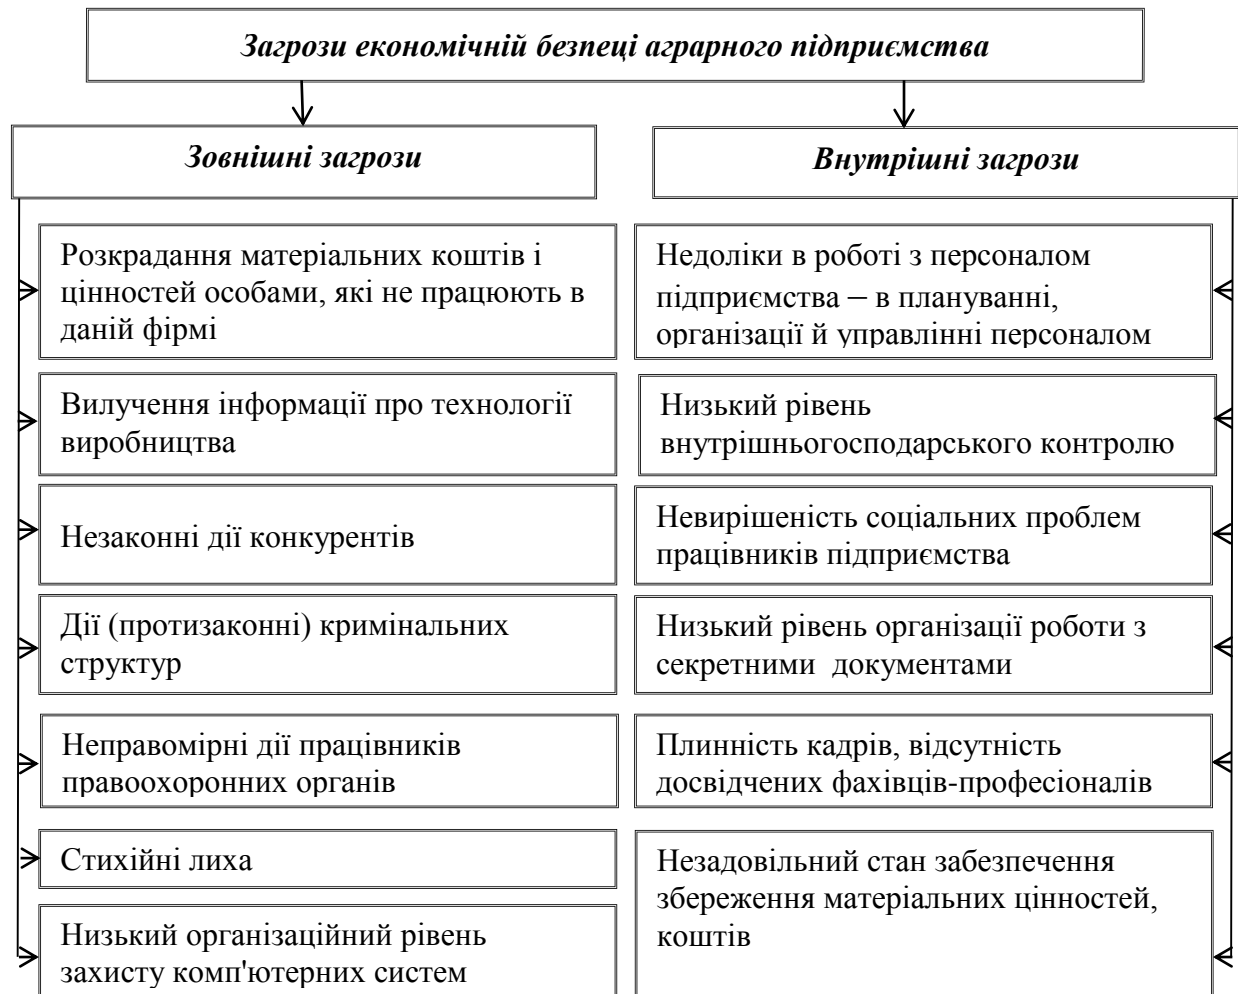 Загрози економічній безпеці аграрного підприємства
Зовнішні загрози
Розкрадання матеріальних коштів і
цінностей особами, які не працюють в
даній фірмі
Вилучення інформації про технології
виробництва
Незаконні дії конкурентів
Дії (протизаконні) кримінальних
структур
Неправомірні дії працівників
правоохоронних органів
Стихійні лиха
Низький організаційний рівень
захисту комп'ютерних систем
Внутрішні загрози
Недоліки в роботі з персоналом
підприємства – в плануванні,
організації й управлінні персоналом
Низький рівень
внутрішньогосподарського контролю
Невирішеність соціальних проблем
працівників підприємства
Низький рівень організації роботи з
секретними документами
Плинність кадрів, відсутність
досвідчених фахівців-професіоналів
Незадовільний стан забезпечення
збереження матеріальних цінностей,
коштів